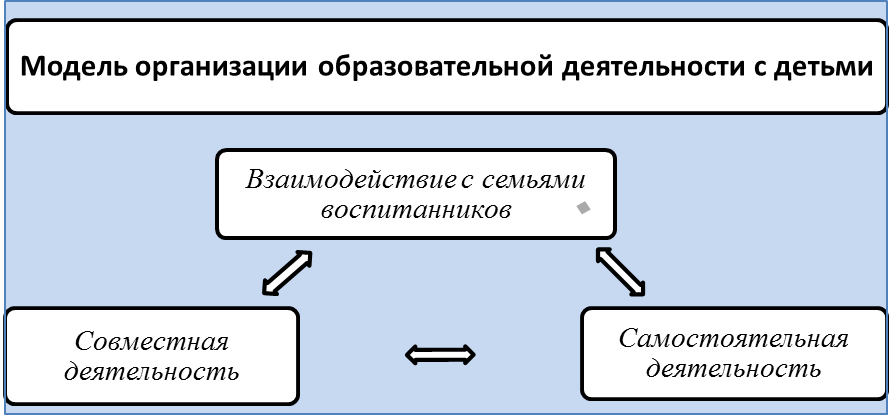 Модель организации образовательной деятельности с детьми
Взаимодействие с семьями
воспитанников
Совместная
деятельность
Самостоятельная
деятельность